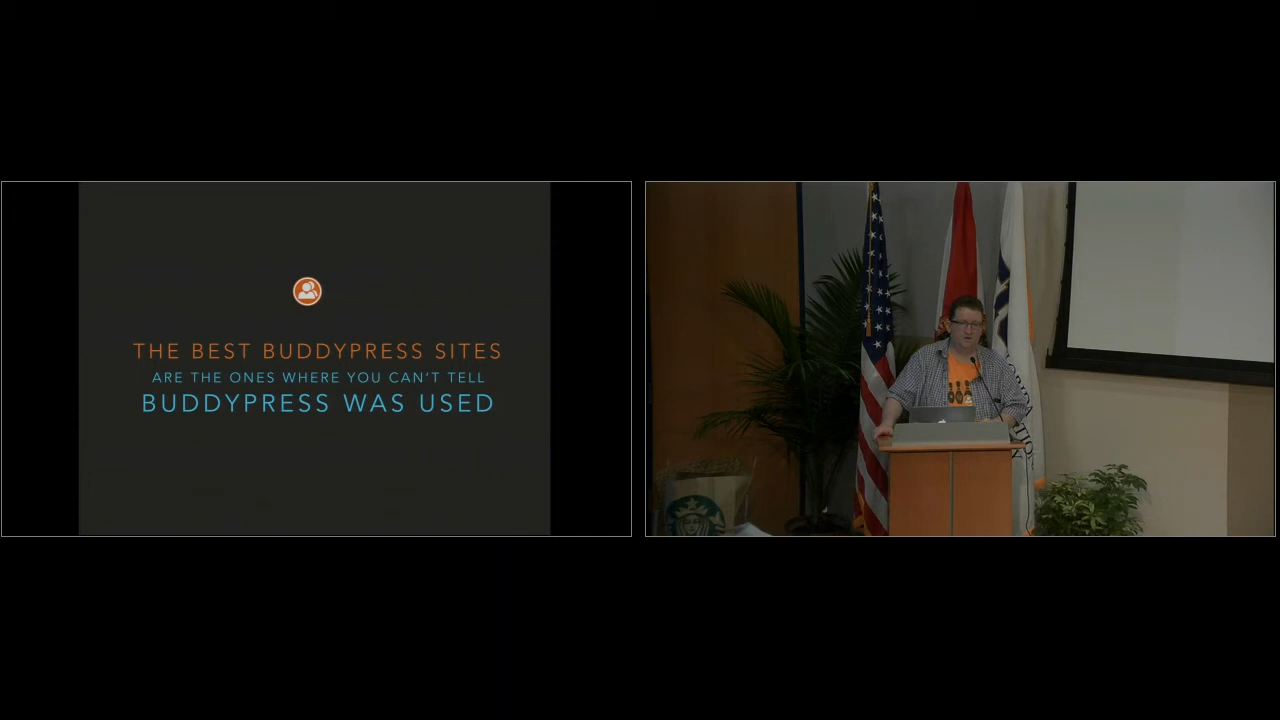 THE BEST BUDDYPRESS SITES
ARE THE ONES WHERE YOU CAN'T TELL
BUDDYPRESS WAS USED